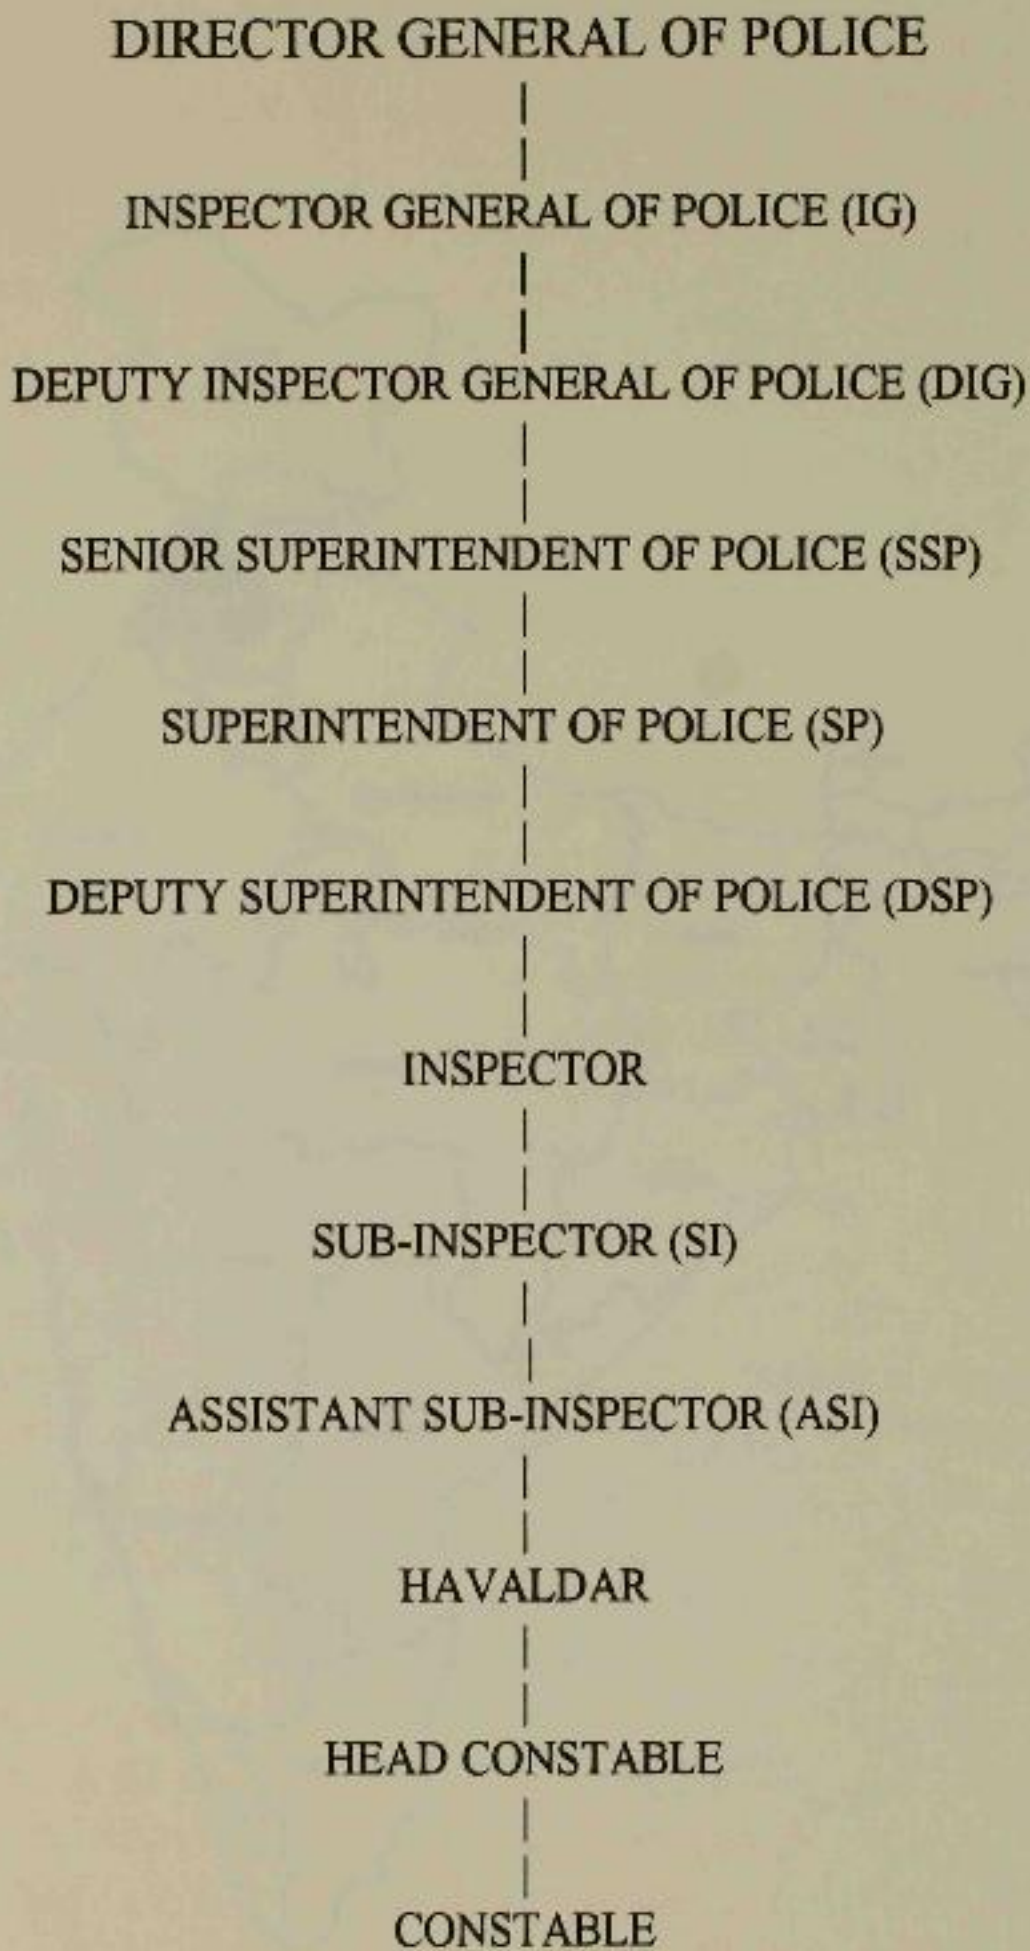 DIRECTOR GENERAL OF POLICE
INSPECTOR GENERAL OF POLICE (IG)
DEPUTY INSPECTOR GENERAL OF POLICE (DIG)
SENIOR SUPERINTENDENT OF POLICE (SSP)
SUPERINTENDENT OF POLICE (SP)
DEPUTY SUPERINTENDENT OF POLICE (DSP)
INSPECTOR
SUB-INSPECTOR (SI)
ASSISTANT SUB-INSPECTOR (ASI)
HAVALDAR
HEAD CONSTABLE
CONSTABLE